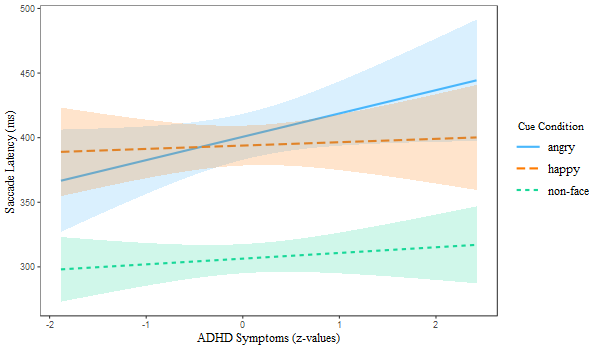 500
450
400
350
300
Saccade Latency (ms)
-2 -1 0 1 2
ADHD Symptoms (z-values)
Cue Condition
angry
happy
non-face